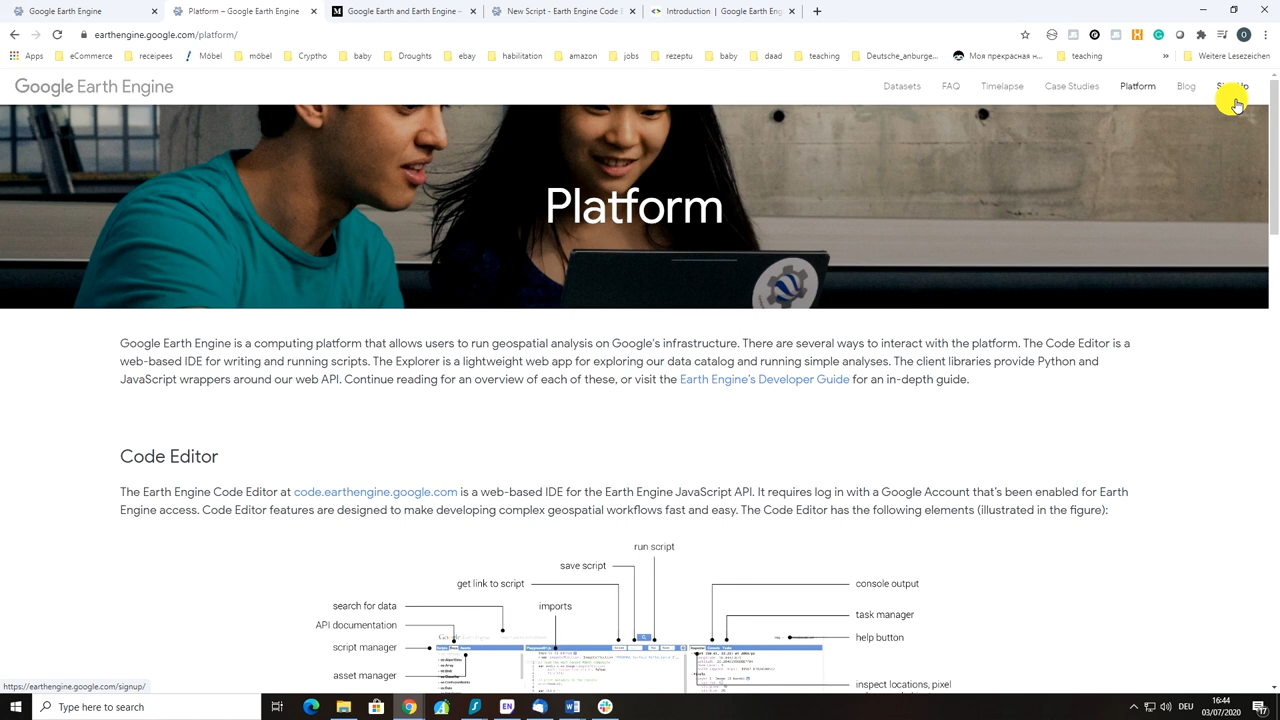 Google Earth Engine
Platform – Google Earth Engine
Google Earth and Earth Engine –
New Script - Earth Engine Code E
Introduction | Google Earth Eng
earthengine.google.com/platform/
Apps eCommerce receipees Möbel möbel Cryptho baby Droughts ebay habilitation amazon jobs rezeptu baby daad teaching Deutsche_anburge... Моя прекрасная н... teaching » Weitere Lesezeichen
Google Earth Engine
Datasets FAQ Timelapse Case Studies Platform Blog
Platform
Google Earth Engine is a computing platform that allows users to run geospatial analysis on Google's infrastructure. There are several ways to interact with the platform. The Code Editor is a
web-based IDE for writing and running scripts. The Explorer is a lightweight web app for exploring our data catalog and running simple analyses. The client libraries provide Python and
JavaScript wrappers around our web API. Continue reading for an overview of each of these, or visit the Earth Engine's Developer Guide for an in-depth guide.
Code Editor
The Earth Engine Code Editor at code.earthengine.google.com is a web-based IDE for the Earth Engine JavaScript API. It requires log in with a Google Account that's been enabled for Earth
Engine access. Code Editor features are designed to make developing complex geospatial workflows fast and easy. The Code Editor has the following elements (illustrated in the figure):
run script
save script
get link to script
console output
search for data
imports
task manager
API documentation
help button
script manager
asset manager
inspect locations, pixel
earthengine.google.com/signup/
Type here to search
EN
DEU
16:44
03/07/2020